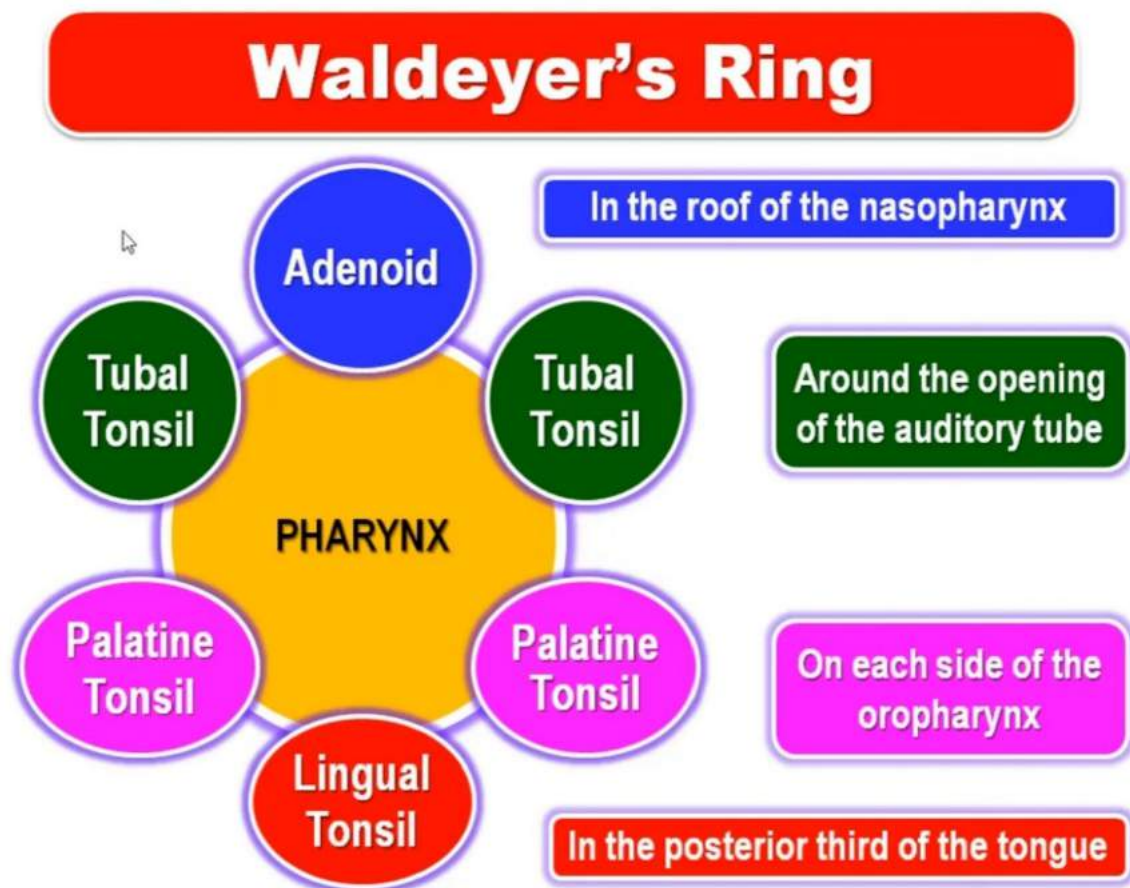 Waldeyer's Ring
Adenoid
In the roof of the nasopharynx
Tubal
Tonsil
Tubal
Tonsil
Around the opening
of the auditory tube
PHARYNX
Palatine
Tonsil
Palatine
Tonsil
On each side of the
oropharynx
Lingual
Tonsil
In the posterior third of the tongue